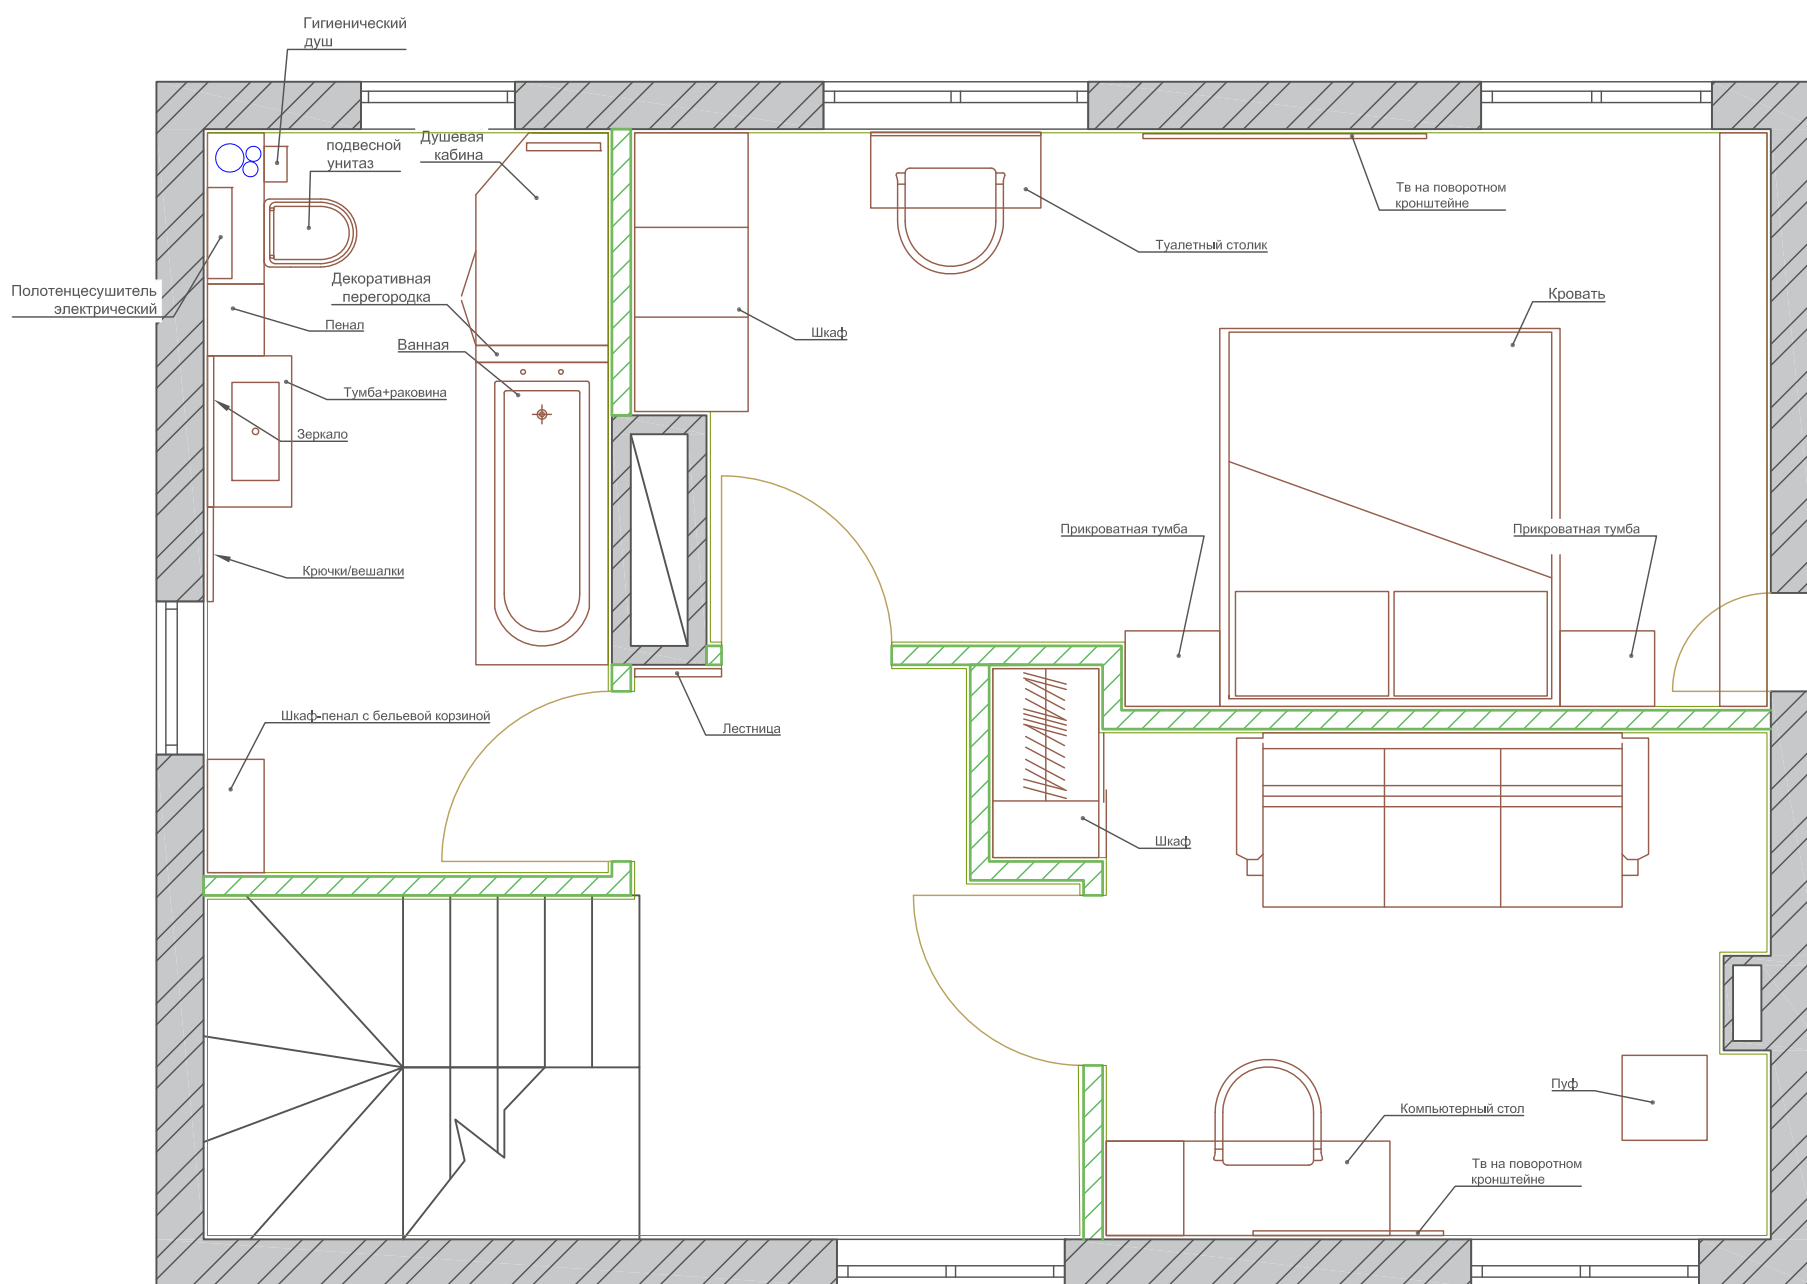 Гигиенический
душ
подвесной
унитаз
Душевая
кабина
Тв на поворотном
кронштейне
Туалетный столик
Декоративная
перегородка
Полотенцесушитель
электрический
Кровать
Пенал
Шкаф
Ванная
Тумба+раковина
Зеркало
Прикроватная тумба
Прикроватная тумба
Крючки/вешалки
Шкаф-пенал с бельевой корзиной
Лестница
Шкаф
Пуф
Компьютерный стол
Тв на поворотном
кронштейне